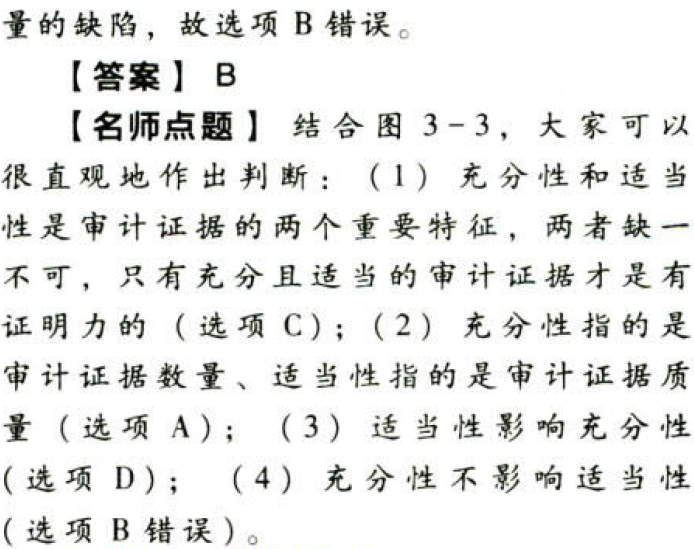 量的缺陷，故选项 B 错误。
【答案】 B
【名师点题】 结合图 3-3，大家可以
很直观地作出判断：（1）充分性和适当
性是审计证据的两个重要特征，两者缺一
不可，只有充分且适当的审计证据才是有
证明力的（选项 C）；（2）充分性指的是
审计证据数量、适当性指的是审计证据质
量（选项 A）；（3）适当性影响充分性
（选项 D）；（4）充分性不影响适当性
（选项 B 错误）。